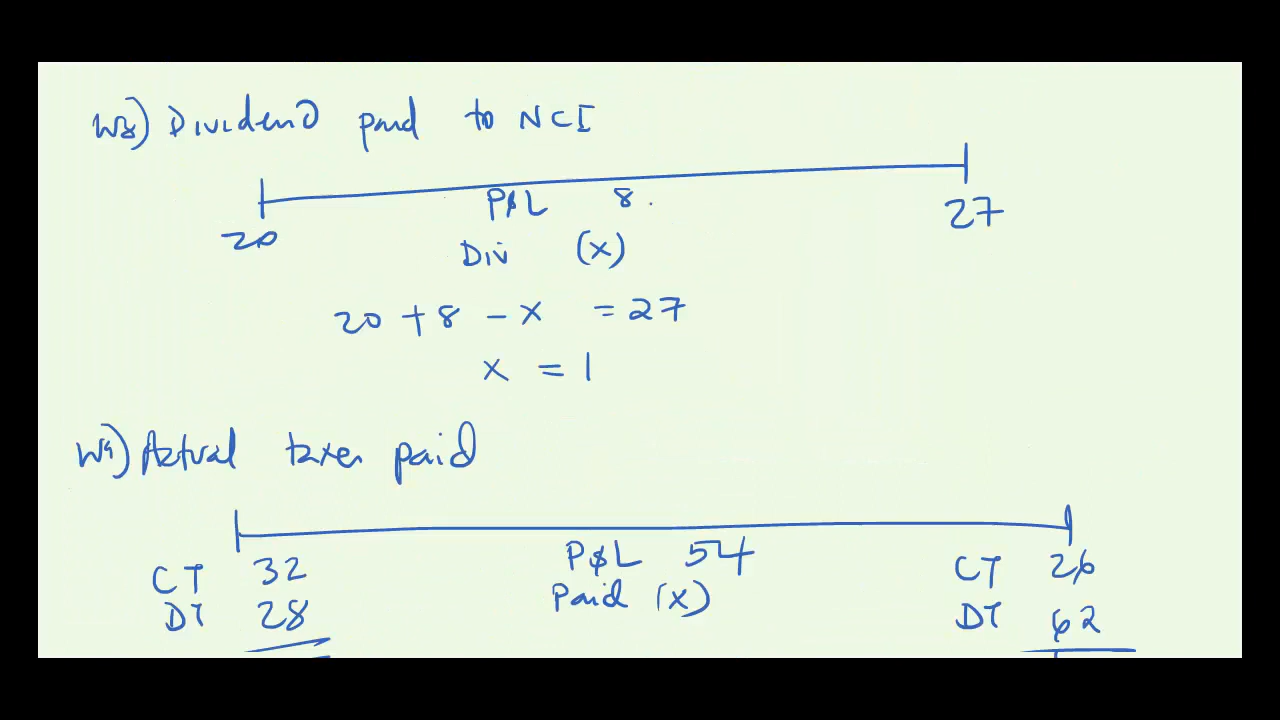 W8) Dividend paid to NCI
P&L 8
20 27
Div (x)
20 + 8 - x = 27
x = 1
W9) Actual taxes paid
P&L 54
CT 32 CT 26
Paid (x)
DT 28 DT 62